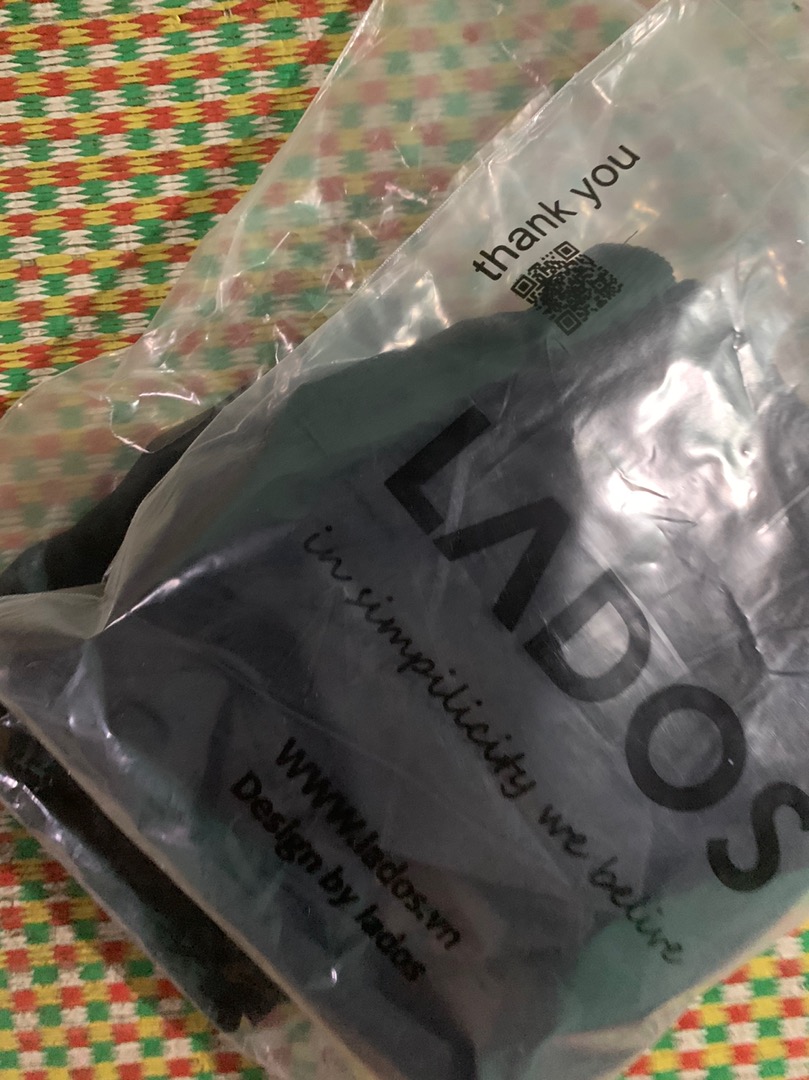 thank you
LADOS
in simpilicity we belive
www.lados.vn
Design by lados